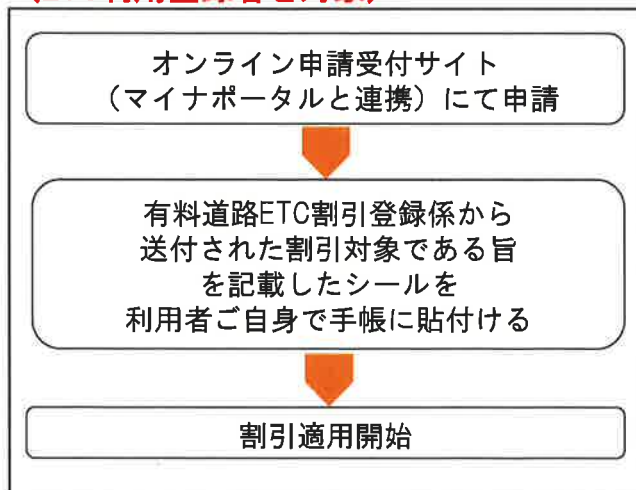 オンライン申請受付サイト
（マイナポータルと連携）にて申請
有料道路ETC割引登録係から
送付された割引対象である旨
を記載したシールを
利用者ご自身で手帳に貼付ける
割引適用開始